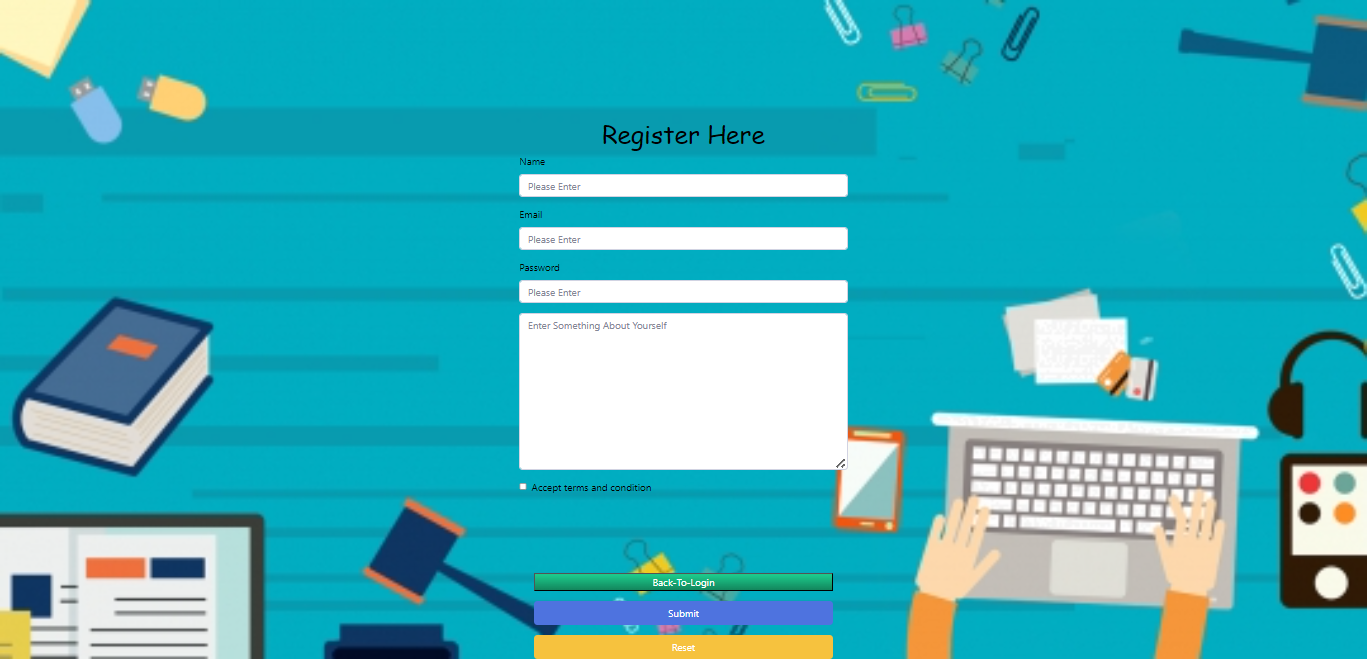 Register Here
Name
Please Enter
Email
Please Enter
Password
Please Enter
Enter Something About Yourself
Accept terms and condition
Back-To-Login
Submit
Reset